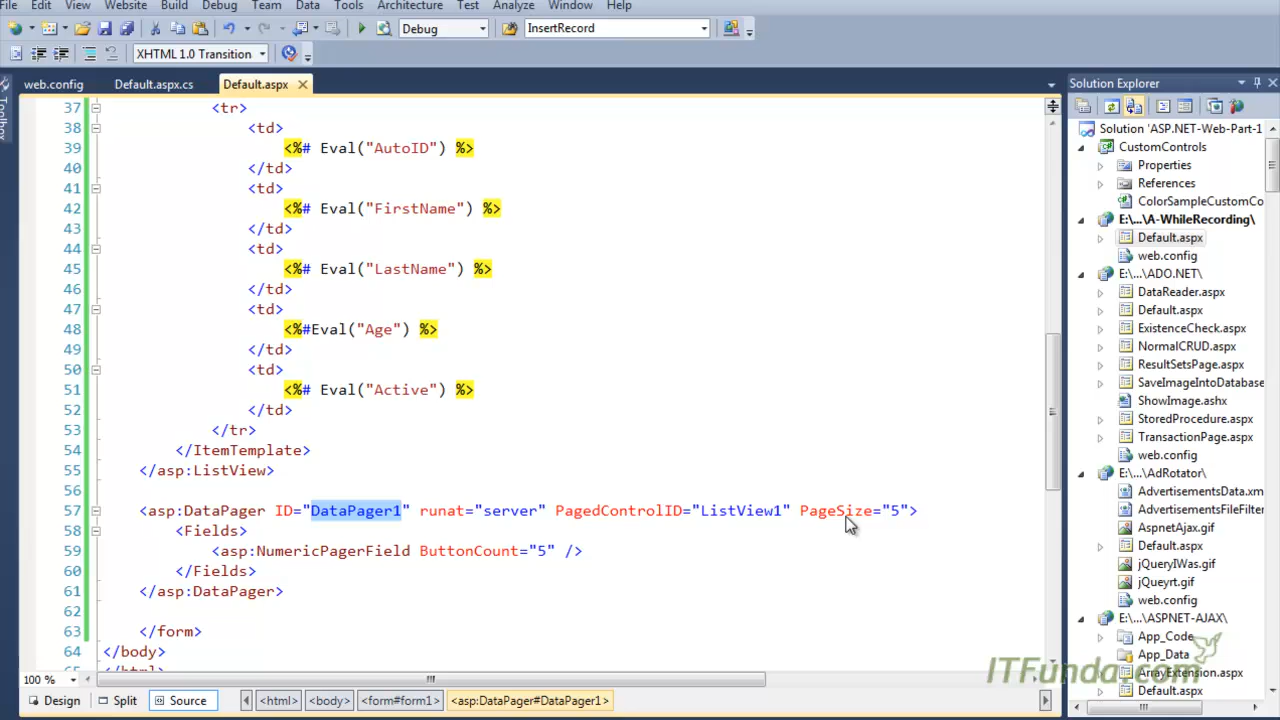 File Edit View Website Build Debug Team Data Tools Architecture Test Analyze Window Help
Debug InsertRecord
XHTML 1.0 Transition
web.config Default.aspx.cs Default.aspx
Solution Explorer
37 <tr>
38 <td>
39 <%# Eval("AutoID") %>
40 </td>
41 <td>
42 <%# Eval("FirstName") %>
43 </td>
44 <td>
45 <%# Eval("LastName") %>
46 </td>
47 <td>
48 <%#Eval("Age") %>
49 </td>
50 <td>
51 <%# Eval("Active") %>
52 </td>
53 </tr>
54 </ItemTemplate>
55 </asp:ListView>
56
57 <asp:DataPager ID="DataPager1" runat="server" PagedControlID="ListView1" PageSize="5">
58 <Fields>
59 <asp:NumericPagerField ButtonCount="5" />
60 </Fields>
61 </asp:DataPager>
62
63 </form>
64 </body>
65 </html>
100 %
Design Split Source <html> <body> <form#form1> <asp:DataPager#DataPager1>
Toolbox
Solution 'ASP.NET-Web-Part-1
CustomControls
Properties
References
ColorSampleCustomCo
E:\...\A-WhileRecording\
Default.aspx
web.config
E:\...\ADO.NET\
DataReader.aspx
Default.aspx
ExistenceCheck.aspx
NormalCRUD.aspx
ResultSetsPage.aspx
SaveImageIntoDatabase
ShowImage.ashx
StoredProcedure.aspx
TransactionPage.aspx
web.config
E:\...\AdRotator\
AdvertisementsData.xm
AdvertisementsFileFilter
AspnetAjax.gif
Default.aspx
jQueryIWas.gif
jQueyrt.gif
web.config
E:\...\ASPNET-AJAX\
App_Code
App_Data
ArrayExtension.aspx
Default.aspx
ITFunda.com